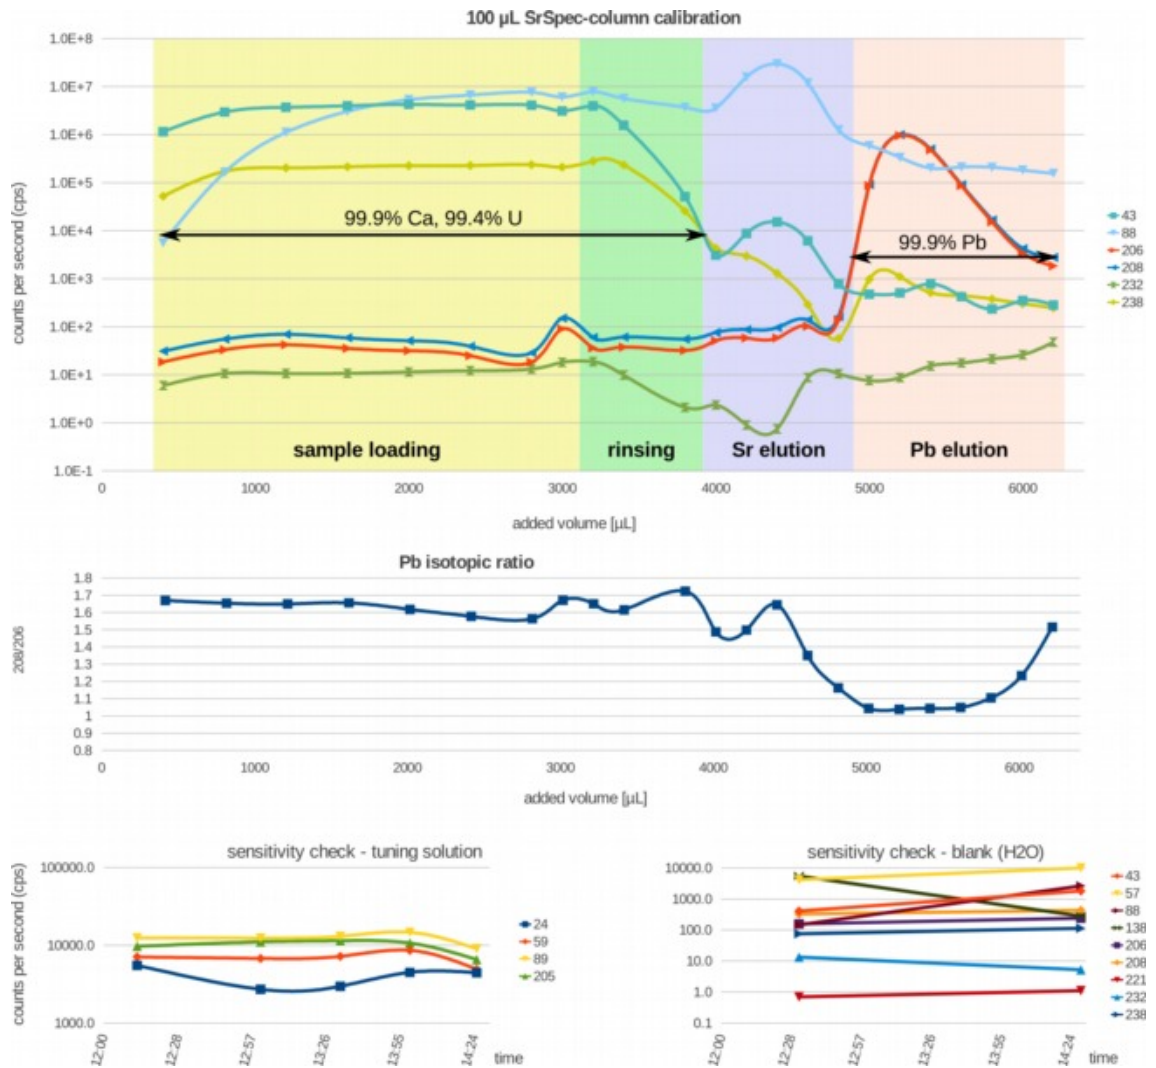 100 µL SrSpec-column calibration
1.0E+8
1.0E+7
1.0E+6
1.0E+5
1.0E+4
1.0E+3
1.0E+2
1.0E+1
1.0E+0
1.0E-1
counts per second (cps)
99.9% Ca, 99.4% U
99.9% Pb
sample loading rinsing Sr elution Pb elution
43
88
206
208
232
238
0 1000 2000 3000 4000 5000 6000
added volume [µL]
Pb isotopic ratio
1.8
1.7
1.6
1.5
1.4
1.3
1.2
1.1
1
0.9
0.8
208/206
0 1000 2000 3000 4000 5000 6000
added volume [µL]
sensitivity check - tuning solution
100000.0
10000.0
1000.0
counts per second (cps)
24
59
89
205
12:00 12:28 12:57 13:26 13:55 14:24 time
sensitivity check - blank (H2O)
10000.0
1000.0
100.0
10.0
1.0
0.1
43
57
88
138
206
208
221
232
238
12:00 12:28 12:57 13:26 13:55 14:24 time